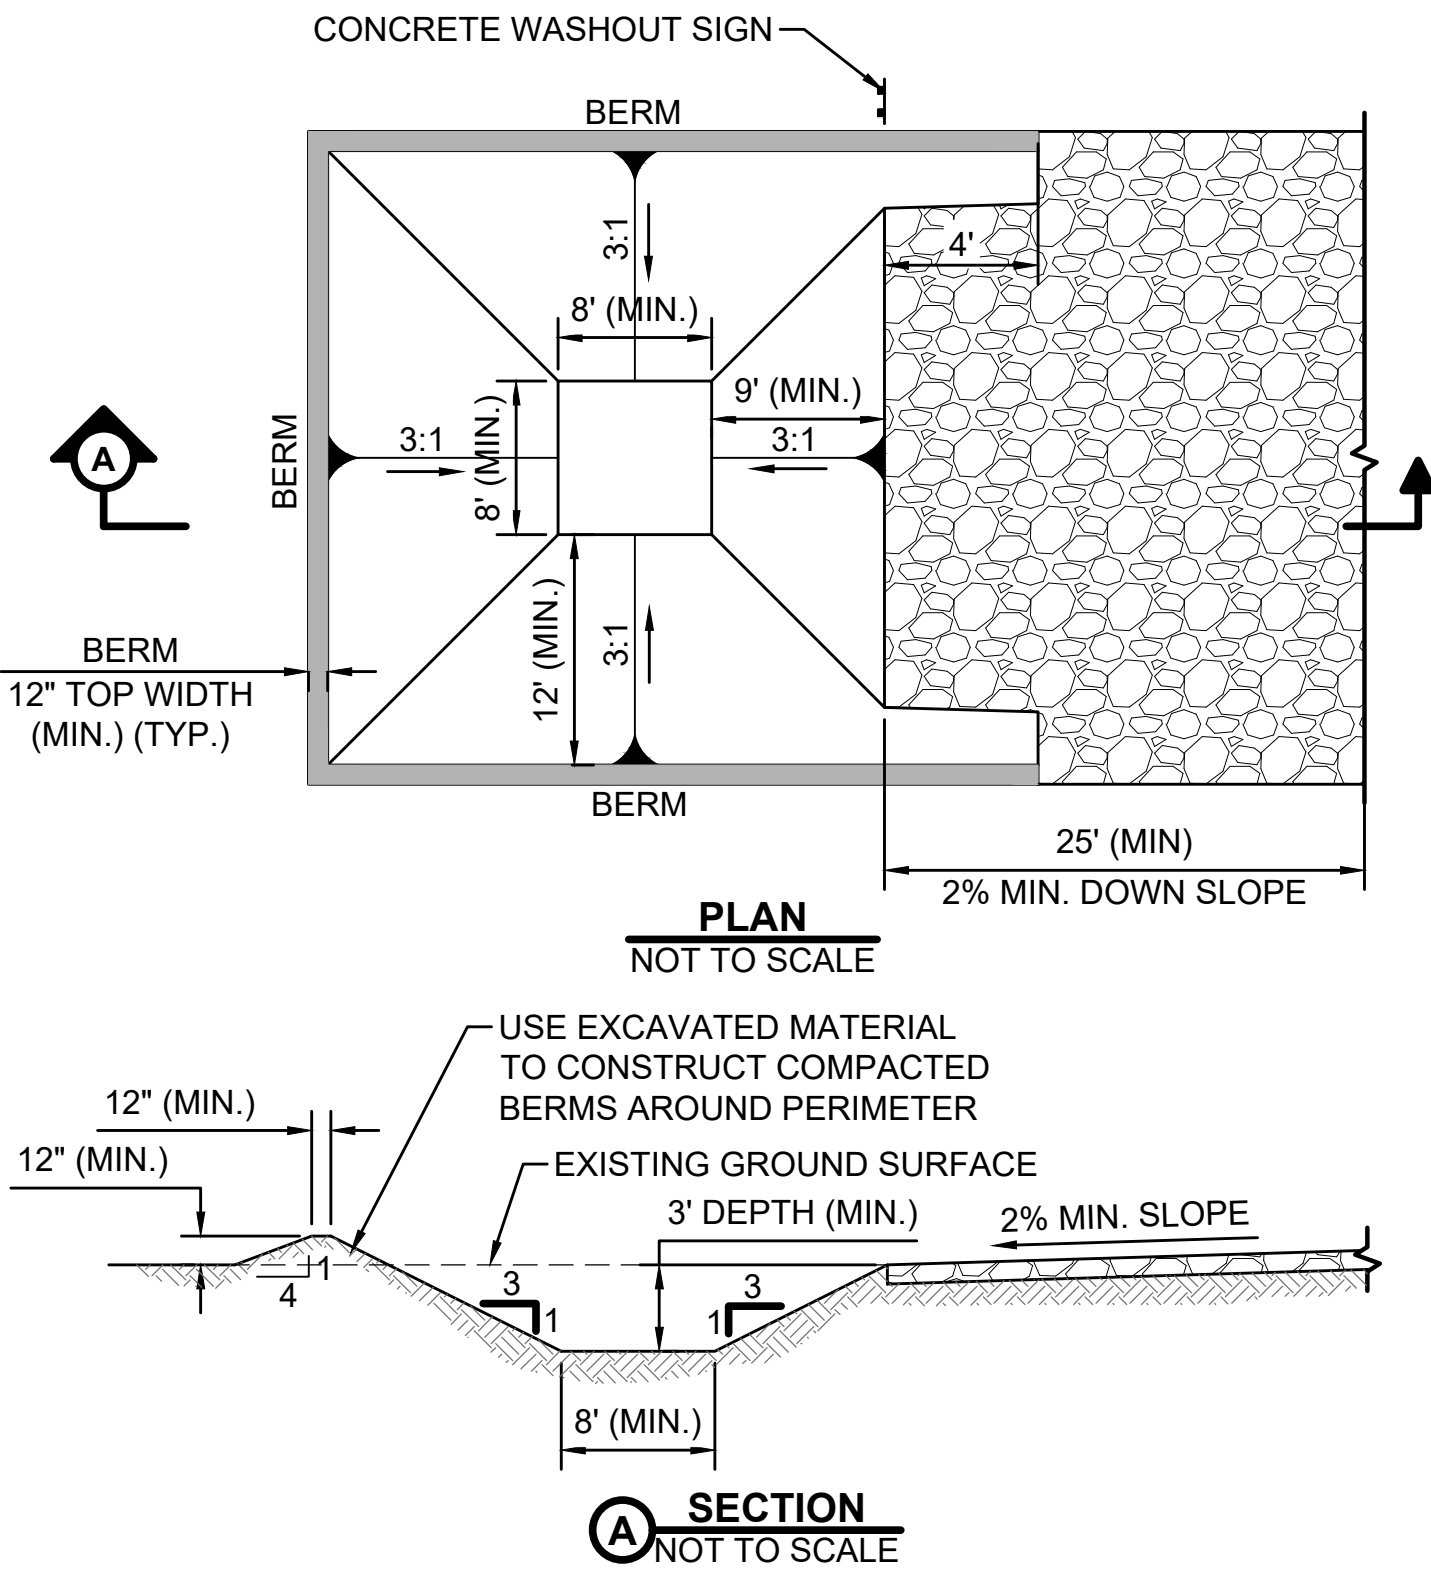 CONCRETE WASHOUT SIGN
BERM
3:1
4'
8' (MIN.)
9' (MIN.)
8' (MIN.)
3:1
3:1
A
BERM
12' (MIN.)
3:1
BERM
12" TOP WIDTH
(MIN.) (TYP.)
BERM
25' (MIN)
2% MIN. DOWN SLOPE
PLAN
NOT TO SCALE
USE EXCAVATED MATERIAL
TO CONSTRUCT COMPACTED
BERMS AROUND PERIMETER
12" (MIN.)
12" (MIN.)
EXISTING GROUND SURFACE
3' DEPTH (MIN.)
2% MIN. SLOPE
1
4
3
1
3
1
8' (MIN.)
A
SECTION
NOT TO SCALE